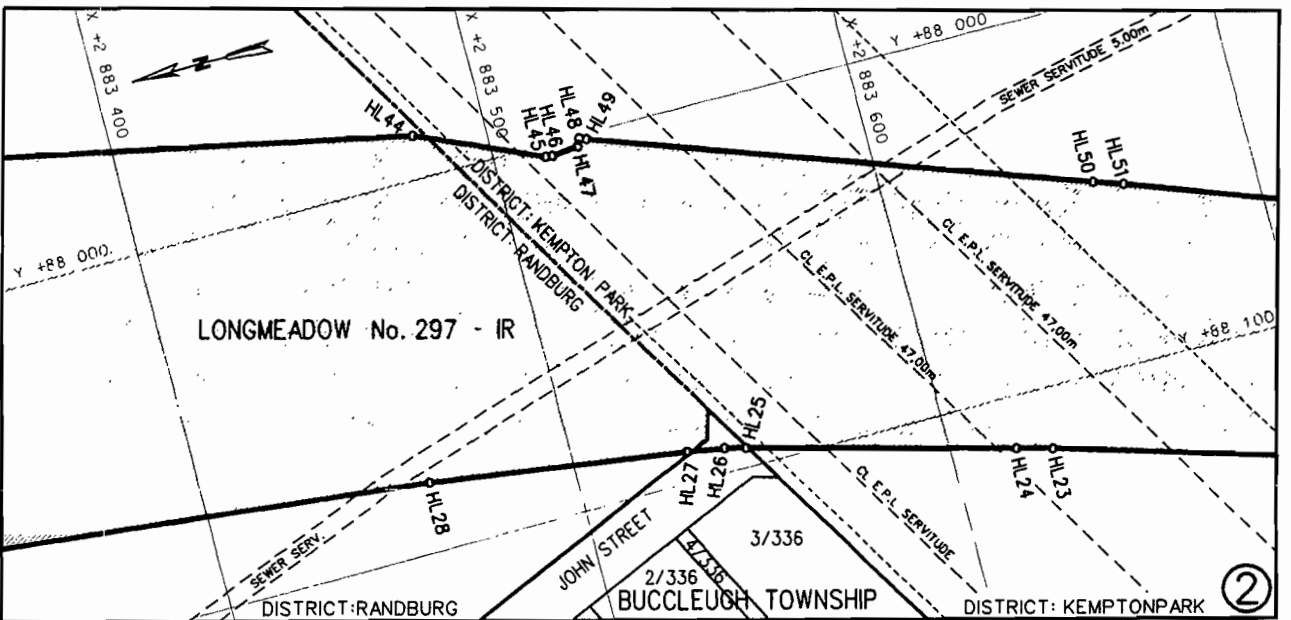 X +2 883 400
X +2 883 500
X +2 883 600
Y +88 000
N
SEWER SERVITUDE 5.00m
HL44
HL45
HL46
HL48
HL49
HL47
HL50
HL51
DISTRICT: KEMPTON PARK
DISTRICT: RANDBURG
CL E.P.L. SERVITUDE 47.00m
CL E.P.L. SERVITUDE 47.00m
Y +88 000
Y +88 100
LONGMEADOW No. 297 - IR
HL25
HL26
HL27
HL28
HL24
HL23
CL E.P.L. SERVITUDE
JOHN STREET
3/336
4/336
2/336
SEWER SERV.
BUCCLEUGH TOWNSHIP
DISTRICT:RANDBURG
DISTRICT: KEMPTONPARK
2